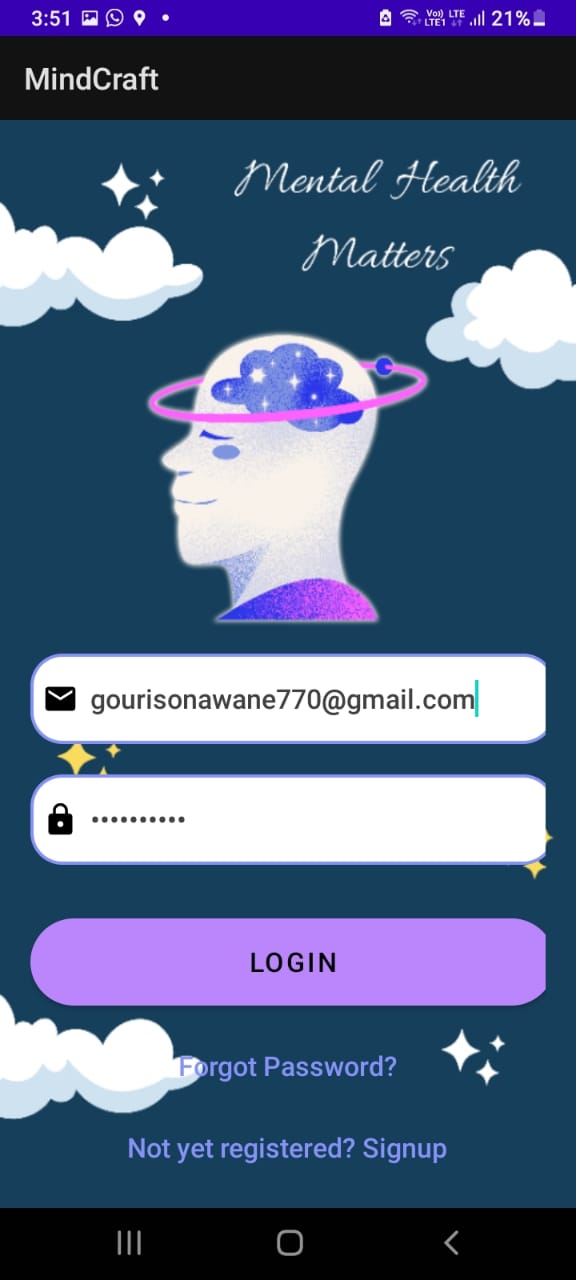 3:51 Vo)) LTE LTE1 21%
MindCraft
Mental Health
Matters
gourisonawane770@gmail.com
••••••••••
LOGIN
Forgot Password?
Not yet registered? Signup